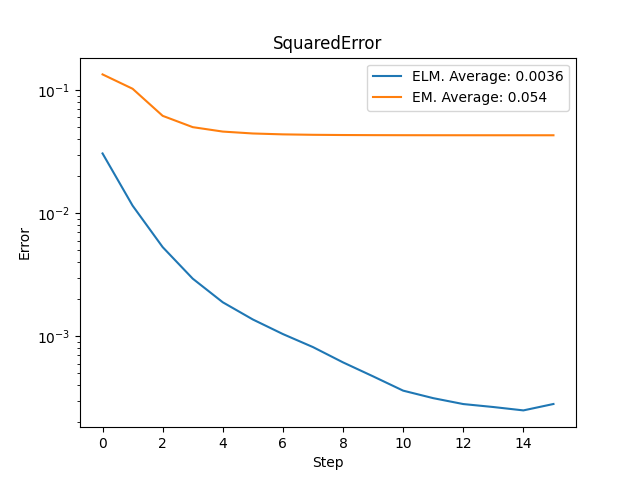 SquaredError
ELM. Average: 0.0036
EM. Average: 0.054
Error
10⁻¹
10⁻²
10⁻³
0 2 4 6 8 10 12 14
Step